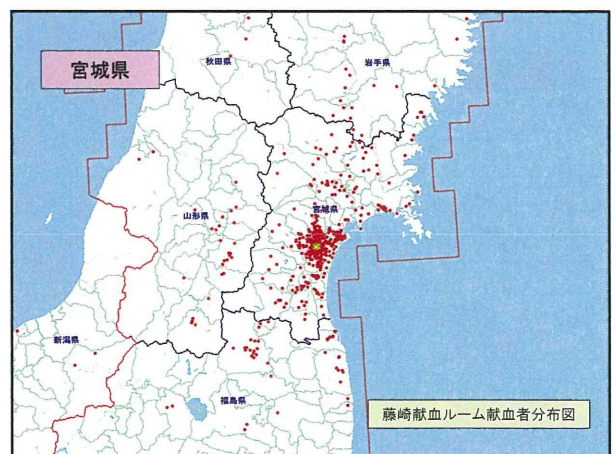 宮城県
秋田県
岩手県
山形県
宮城県
新潟県
福島県
藤崎献血ルーム献血者分布図